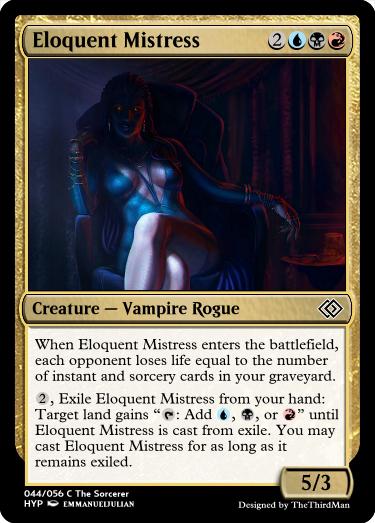 Eloquent Mistress 2
Creature — Vampire Rogue
When Eloquent Mistress enters the battlefield,
each opponent loses life equal to the number
of instant and sorcery cards in your graveyard.
2, Exile Eloquent Mistress from your hand:
Target land gains “: Add , , or ” until
Eloquent Mistress is cast from exile. You may
cast Eloquent Mistress for as long as it
remains exiled.
5/3
044/056 C The Sorcerer
HYP EMMANUELJULIAN
Designed by TheThirdMan